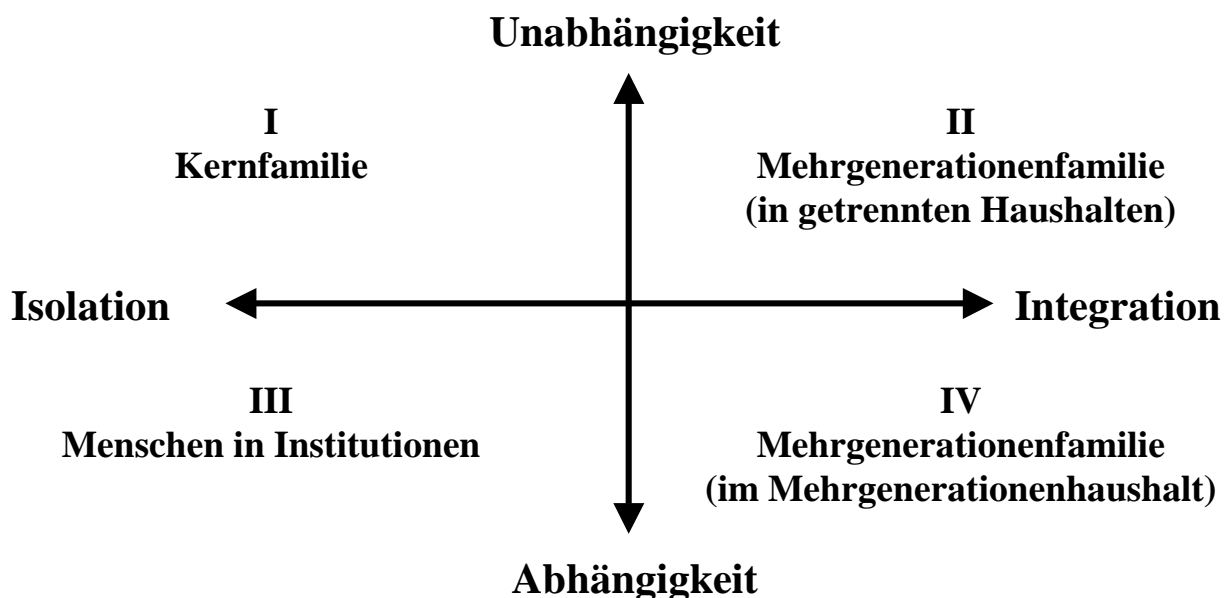 Unabhängigkeit
I
Kernfamilie
II
Mehrgenerationenfamilie
(in getrennten Haushalten)
Isolation
Integration
III
Menschen in Institutionen
IV
Mehrgenerationenfamilie
(im Mehrgenerationenhaushalt)
Abhängigkeit